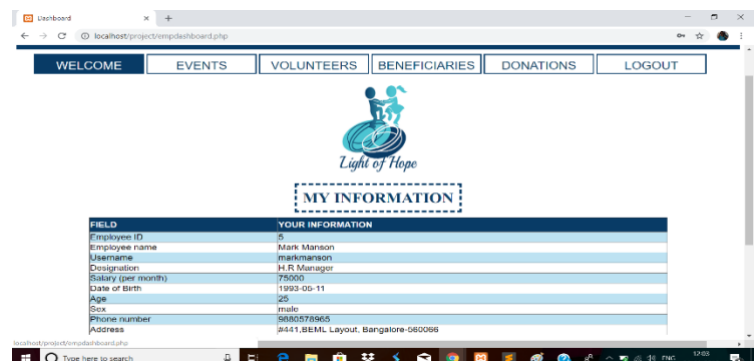 Dashboard
localhost/project/empdashboard.php
WELCOME EVENTS VOLUNTEERS BENEFICIARIES DONATIONS LOGOUT
Light of Hope
MY INFORMATION
FIELD YOUR INFORMATION
Employee ID 5
Employee name Mark Manson
Username markmanson
Designation H.R Manager
Salary (per month) 75000
Date of Birth 1993-05-11
Age 25
Sex male
Phone number 9880578965
Address #441,BEML Layout, Bangalore-560066
localhost/project/empdashboard.php
Type here to search ENG 12:03